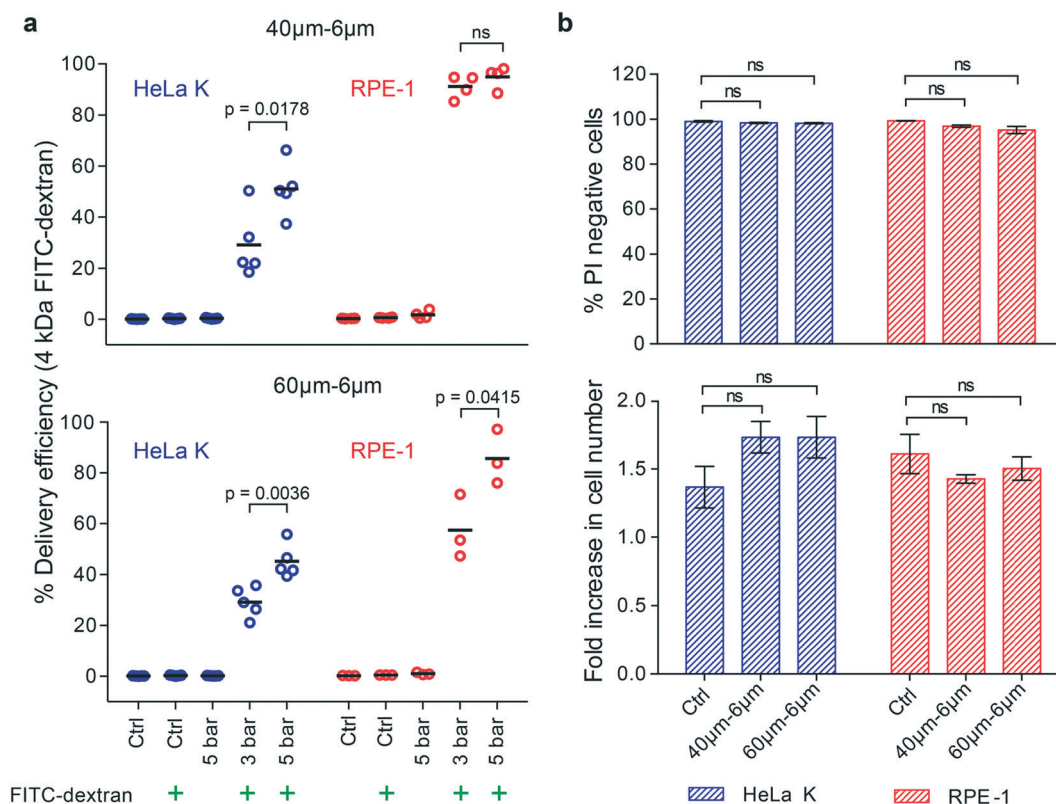 a
40µm-6µm
% Delivery efficiency (4 kDa FITC-dextran)
100
80
60
40
20
0
HeLa K
RPE-1
p = 0.0178
ns
60µm-6µm
100
80
60
40
20
0
HeLa K
RPE-1
p = 0.0036
p = 0.0415
Ctrl
Ctrl
5 bar
3 bar
5 bar
Ctrl
Ctrl
5 bar
3 bar
5 bar
FITC-dextran + + + + + +
b
% PI negative cells
120
100
80
60
40
20
0
ns
ns
ns
ns
Fold increase in cell number
2.0
1.5
1.0
0.5
0.0
ns
ns
ns
ns
Ctrl
40µm-6µm
60µm-6µm
Ctrl
40µm-6µm
60µm-6µm
HeLa K
RPE-1